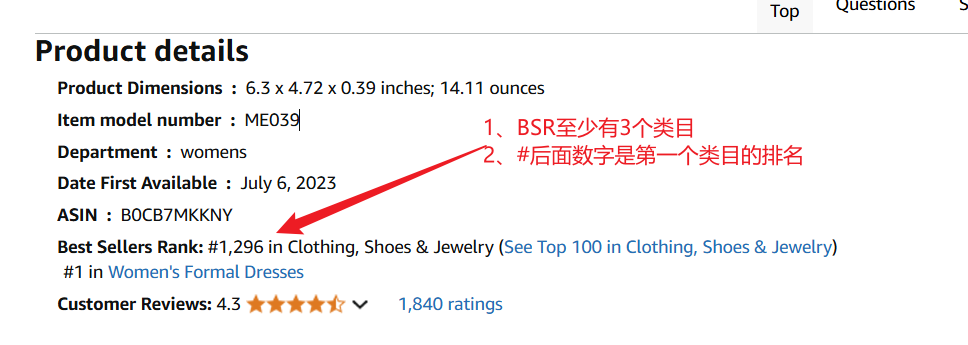 Top
Questions
S
Product details
Product Dimensions : 6.3 x 4.72 x 0.39 inches; 14.11 ounces
Item model number : ME039
1、BSR至少有3个类目
Department : womens
2、#后面数字是第一个类目的排名
Date First Available : July 6, 2023
ASIN : B0CB7MKKNY
Best Sellers Rank: #1,296 in Clothing, Shoes & Jewelry (See Top 100 in Clothing, Shoes & Jewelry)
#1 in Women's Formal Dresses
Customer Reviews: 4.3 1,840 ratings